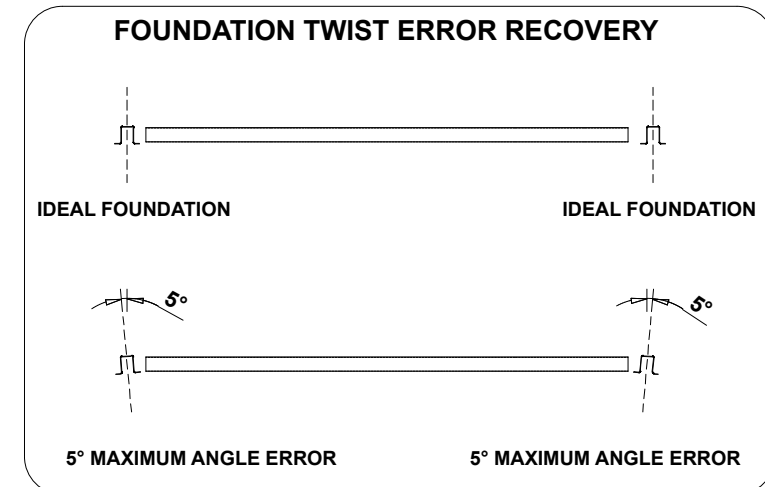 FOUNDATION TWIST ERROR RECOVERY
IDEAL FOUNDATION
IDEAL FOUNDATION
5°
5°
5° MAXIMUM ANGLE ERROR
5° MAXIMUM ANGLE ERROR